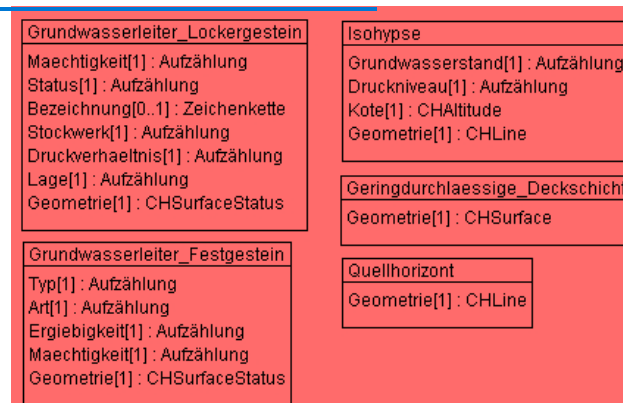 Grundwasserleiter_Lockergestein
Maechtigkeit[1] : Aufzählung
Status[1] : Aufzählung
Bezeichnung[0..1] : Zeichenkette
Stockwerk[1] : Aufzählung
Druckverhaeltnis[1] : Aufzählung
Lage[1] : Aufzählung
Geometrie[1] : CHSurfaceStatus
Grundwasserleiter_Festgestein
Typ[1] : Aufzählung
Art[1] : Aufzählung
Ergiebigkeit[1] : Aufzählung
Maechtigkeit[1] : Aufzählung
Geometrie[1] : CHSurfaceStatus
Isohypse
Grundwasserstand[1] : Aufzählung
Druckniveau[1] : Aufzählung
Kote[1] : CHAltitude
Geometrie[1] : CHLine
Geringdurchlaessige_Deckschicht
Geometrie[1] : CHSurface
Quellhorizont
Geometrie[1] : CHLine